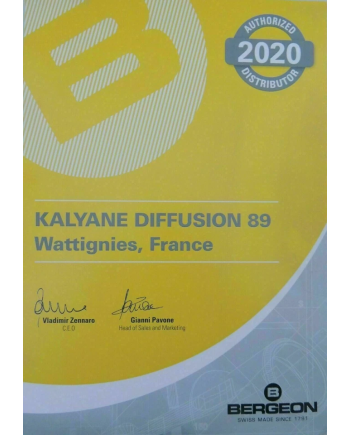 B
AUTHORIZED
2020
DISTRIBUTOR
KALYANE DIFFUSION 89
Wattignies, France
Vladimir Zennaro
C.E.O
Gianni Pavone
Head of Sales and Marketing
B
BERGEON
SWISS MADE SINCE 1791